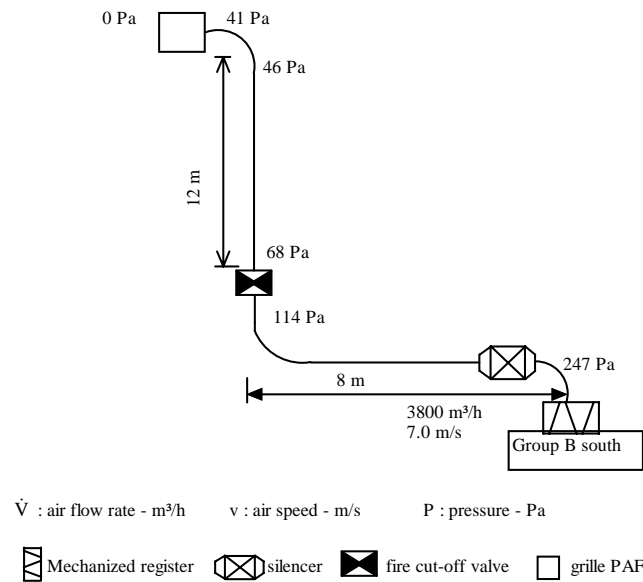 0 Pa
41 Pa
46 Pa
12 m
68 Pa
114 Pa
247 Pa
8 m
3800 m³/h
7.0 m/s
Group B south
V̇ : air flow rate - m³/h v : air speed - m/s P : pressure - Pa
Mechanized register silencer fire cut-off valve grille PAF